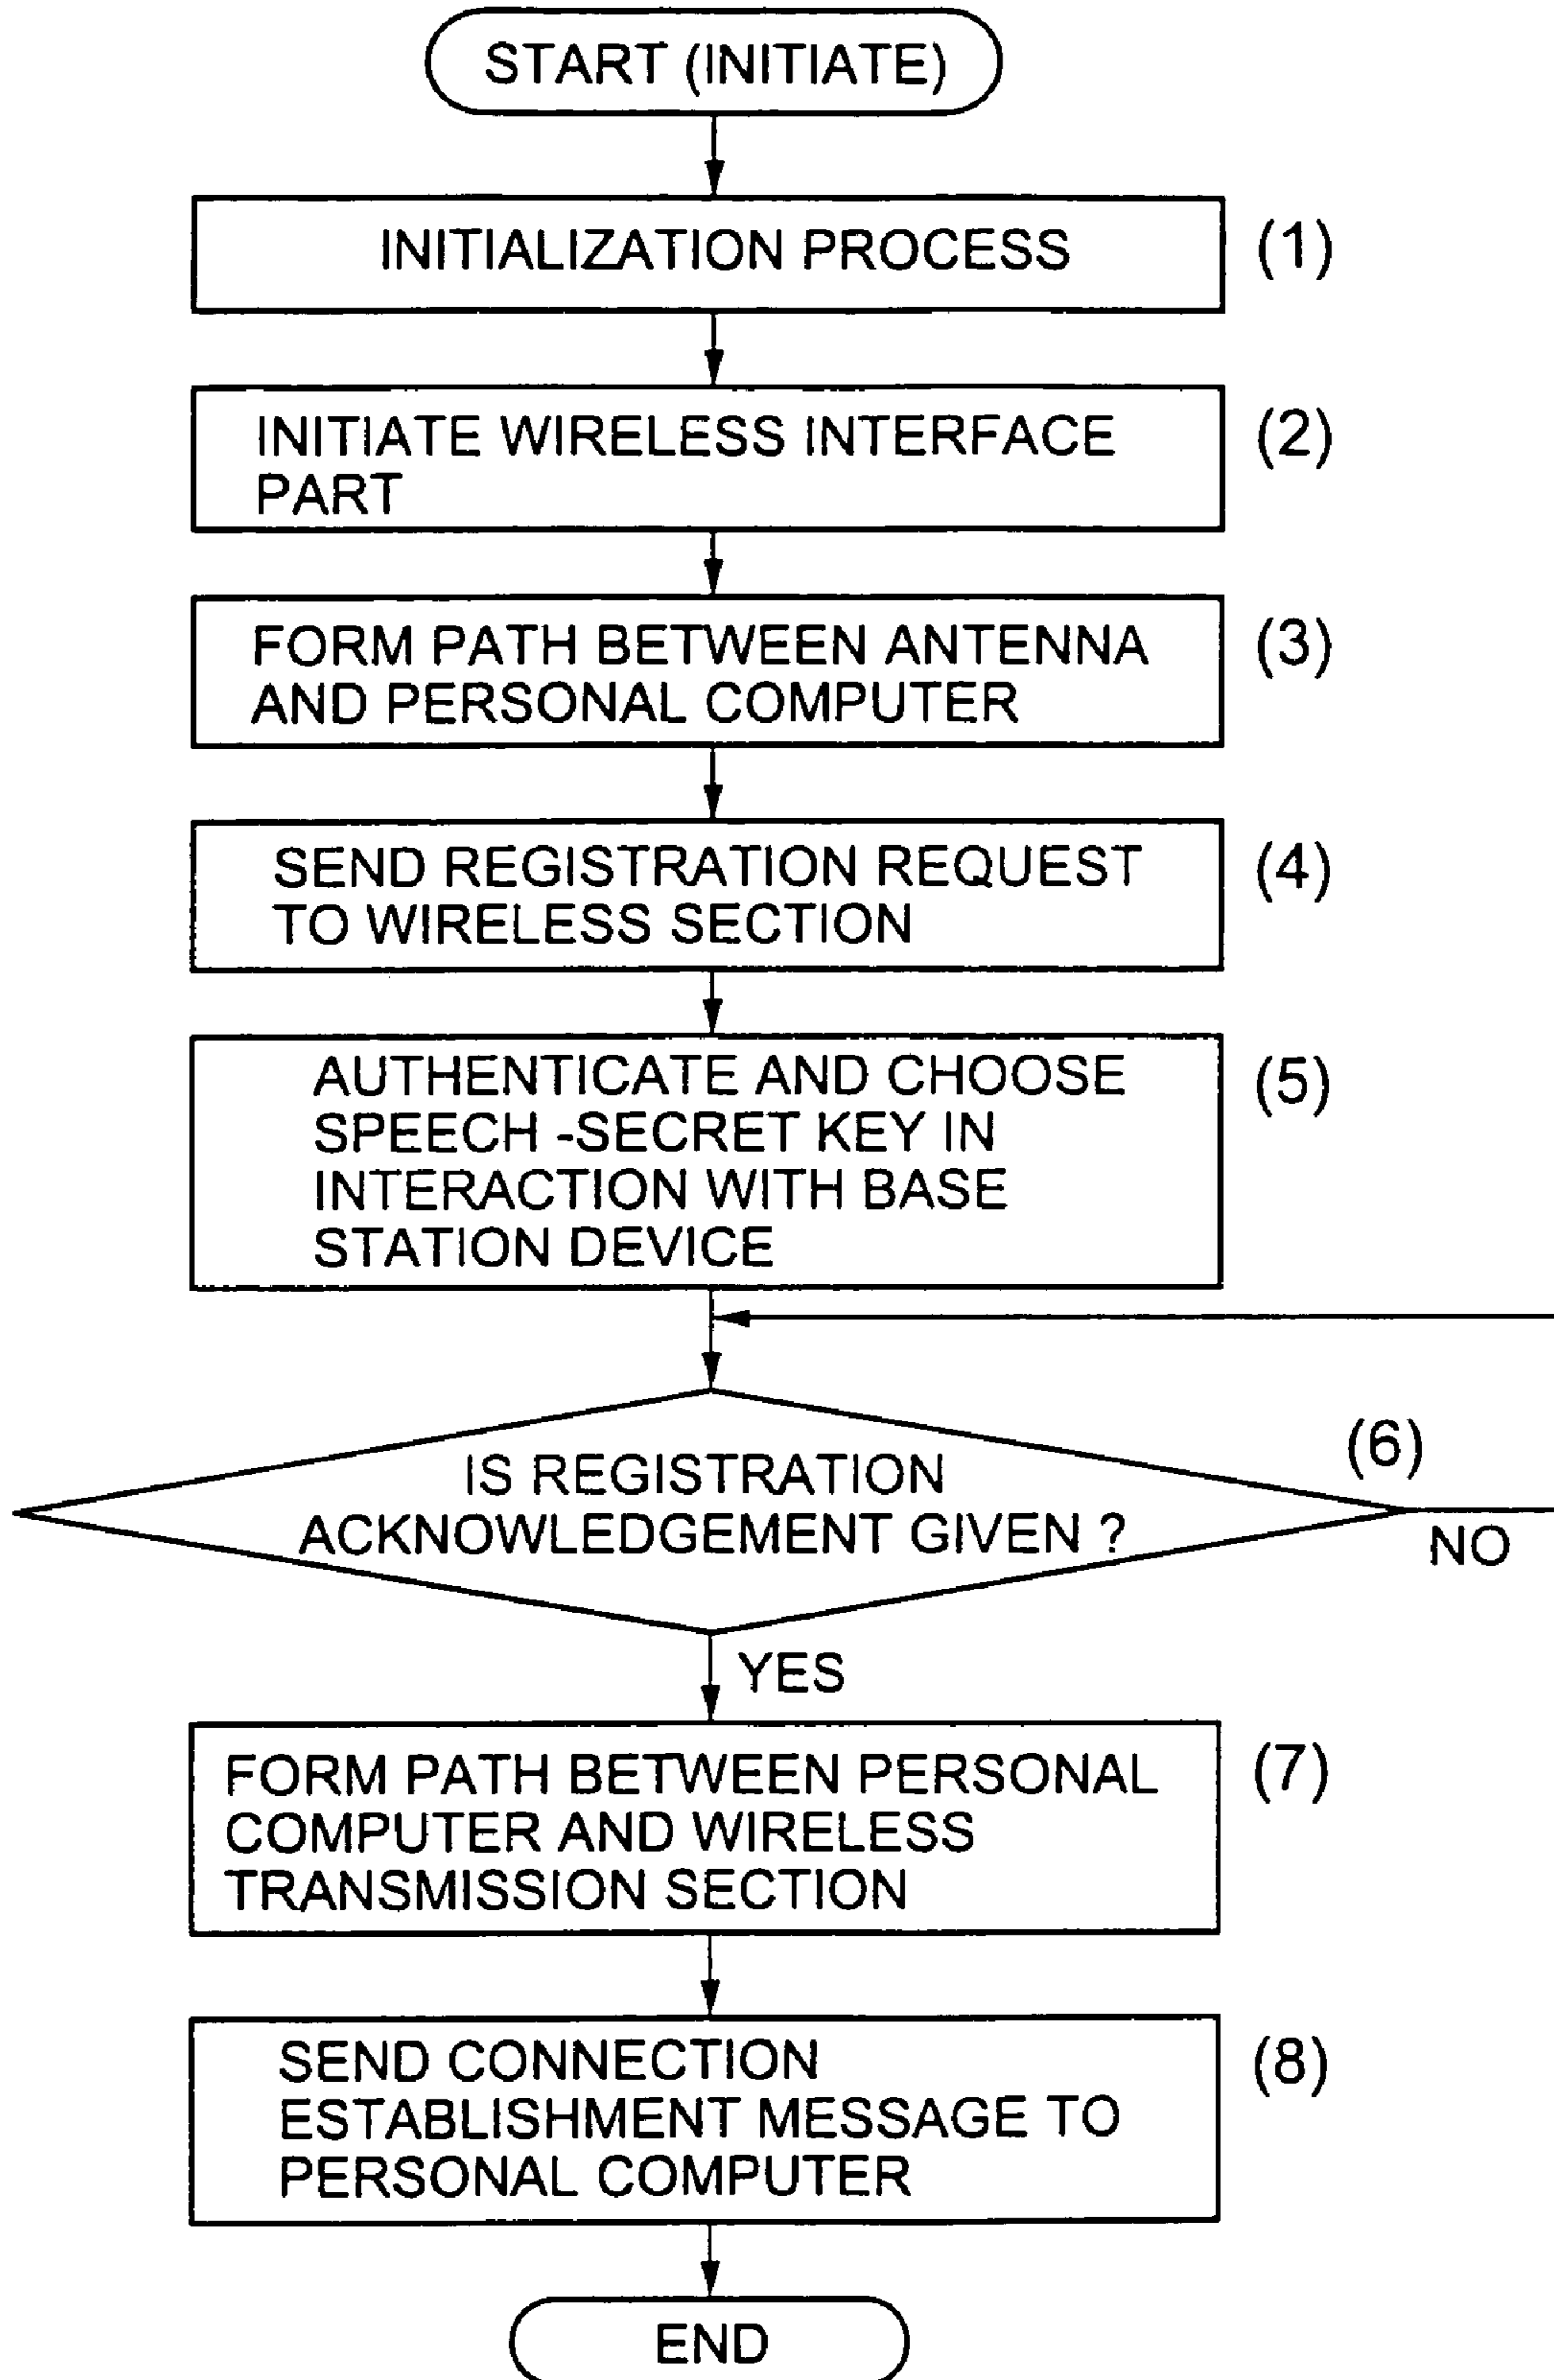 START (INITIATE)
INITIALIZATION PROCESS
(1)
INITIATE WIRELESS INTERFACE
PART
(2)
FORM PATH BETWEEN ANTENNA
AND PERSONAL COMPUTER
(3)
SEND REGISTRATION REQUEST
TO WIRELESS SECTION
(4)
AUTHENTICATE AND CHOOSE
SPEECH -SECRET KEY IN
INTERACTION WITH BASE
STATION DEVICE
(5)
IS REGISTRATION
ACKNOWLEDGEMENT GIVEN ?
(6)
NO
YES
FORM PATH BETWEEN PERSONAL
COMPUTER AND WIRELESS
TRANSMISSION SECTION
(7)
SEND CONNECTION
ESTABLISHMENT MESSAGE TO
PERSONAL COMPUTER
(8)
END